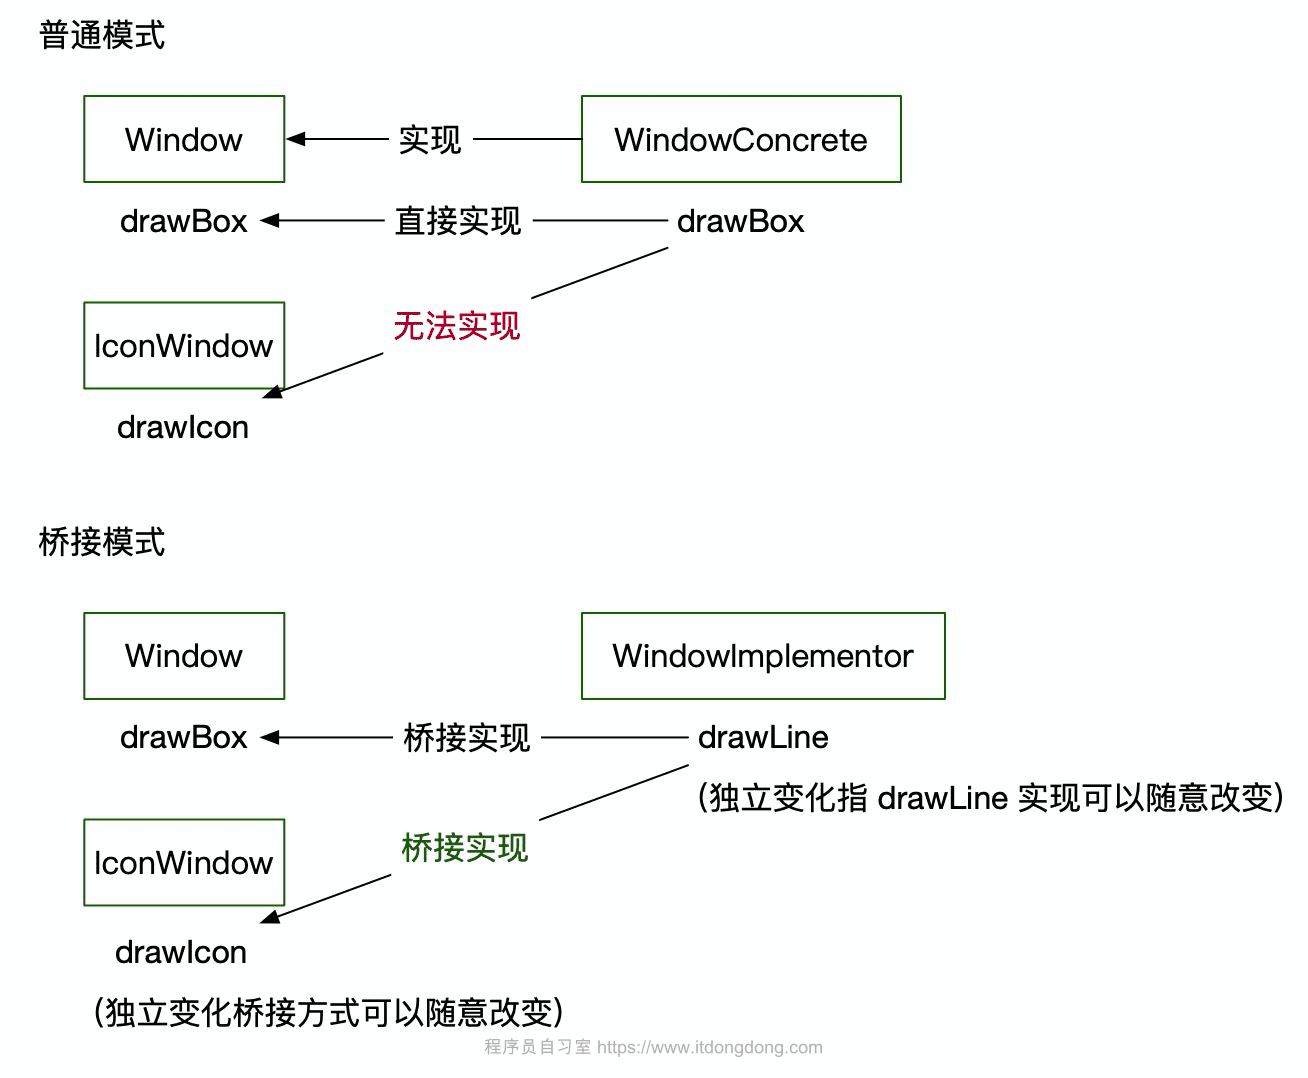 普通模式
Window
实现
WindowConcrete
drawBox
直接实现
drawBox
无法实现
IconWindow
drawIcon
桥接模式
Window
WindowImplementor
drawBox
桥接实现
drawLine
(独立变化指 drawLine 实现可以随意改变)
桥接实现
IconWindow
drawIcon
(独立变化桥接方式可以随意改变)
程序员自习室 https://www.itdongdong.com